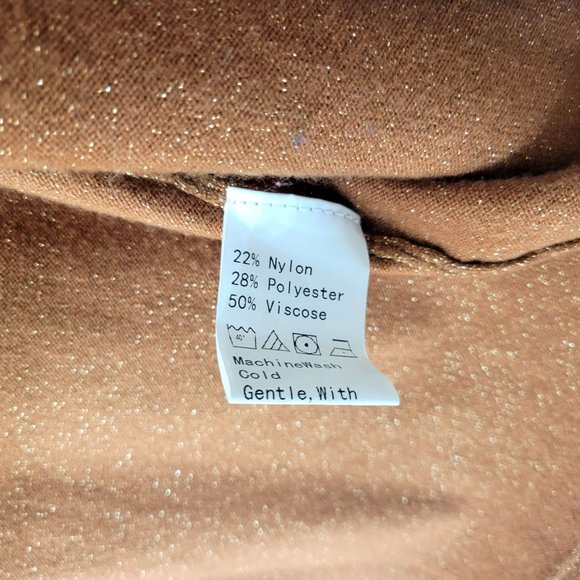 22% Nylon
28% Polyester
50% Viscose
40°
MachineWash
Cold
Gentle,With